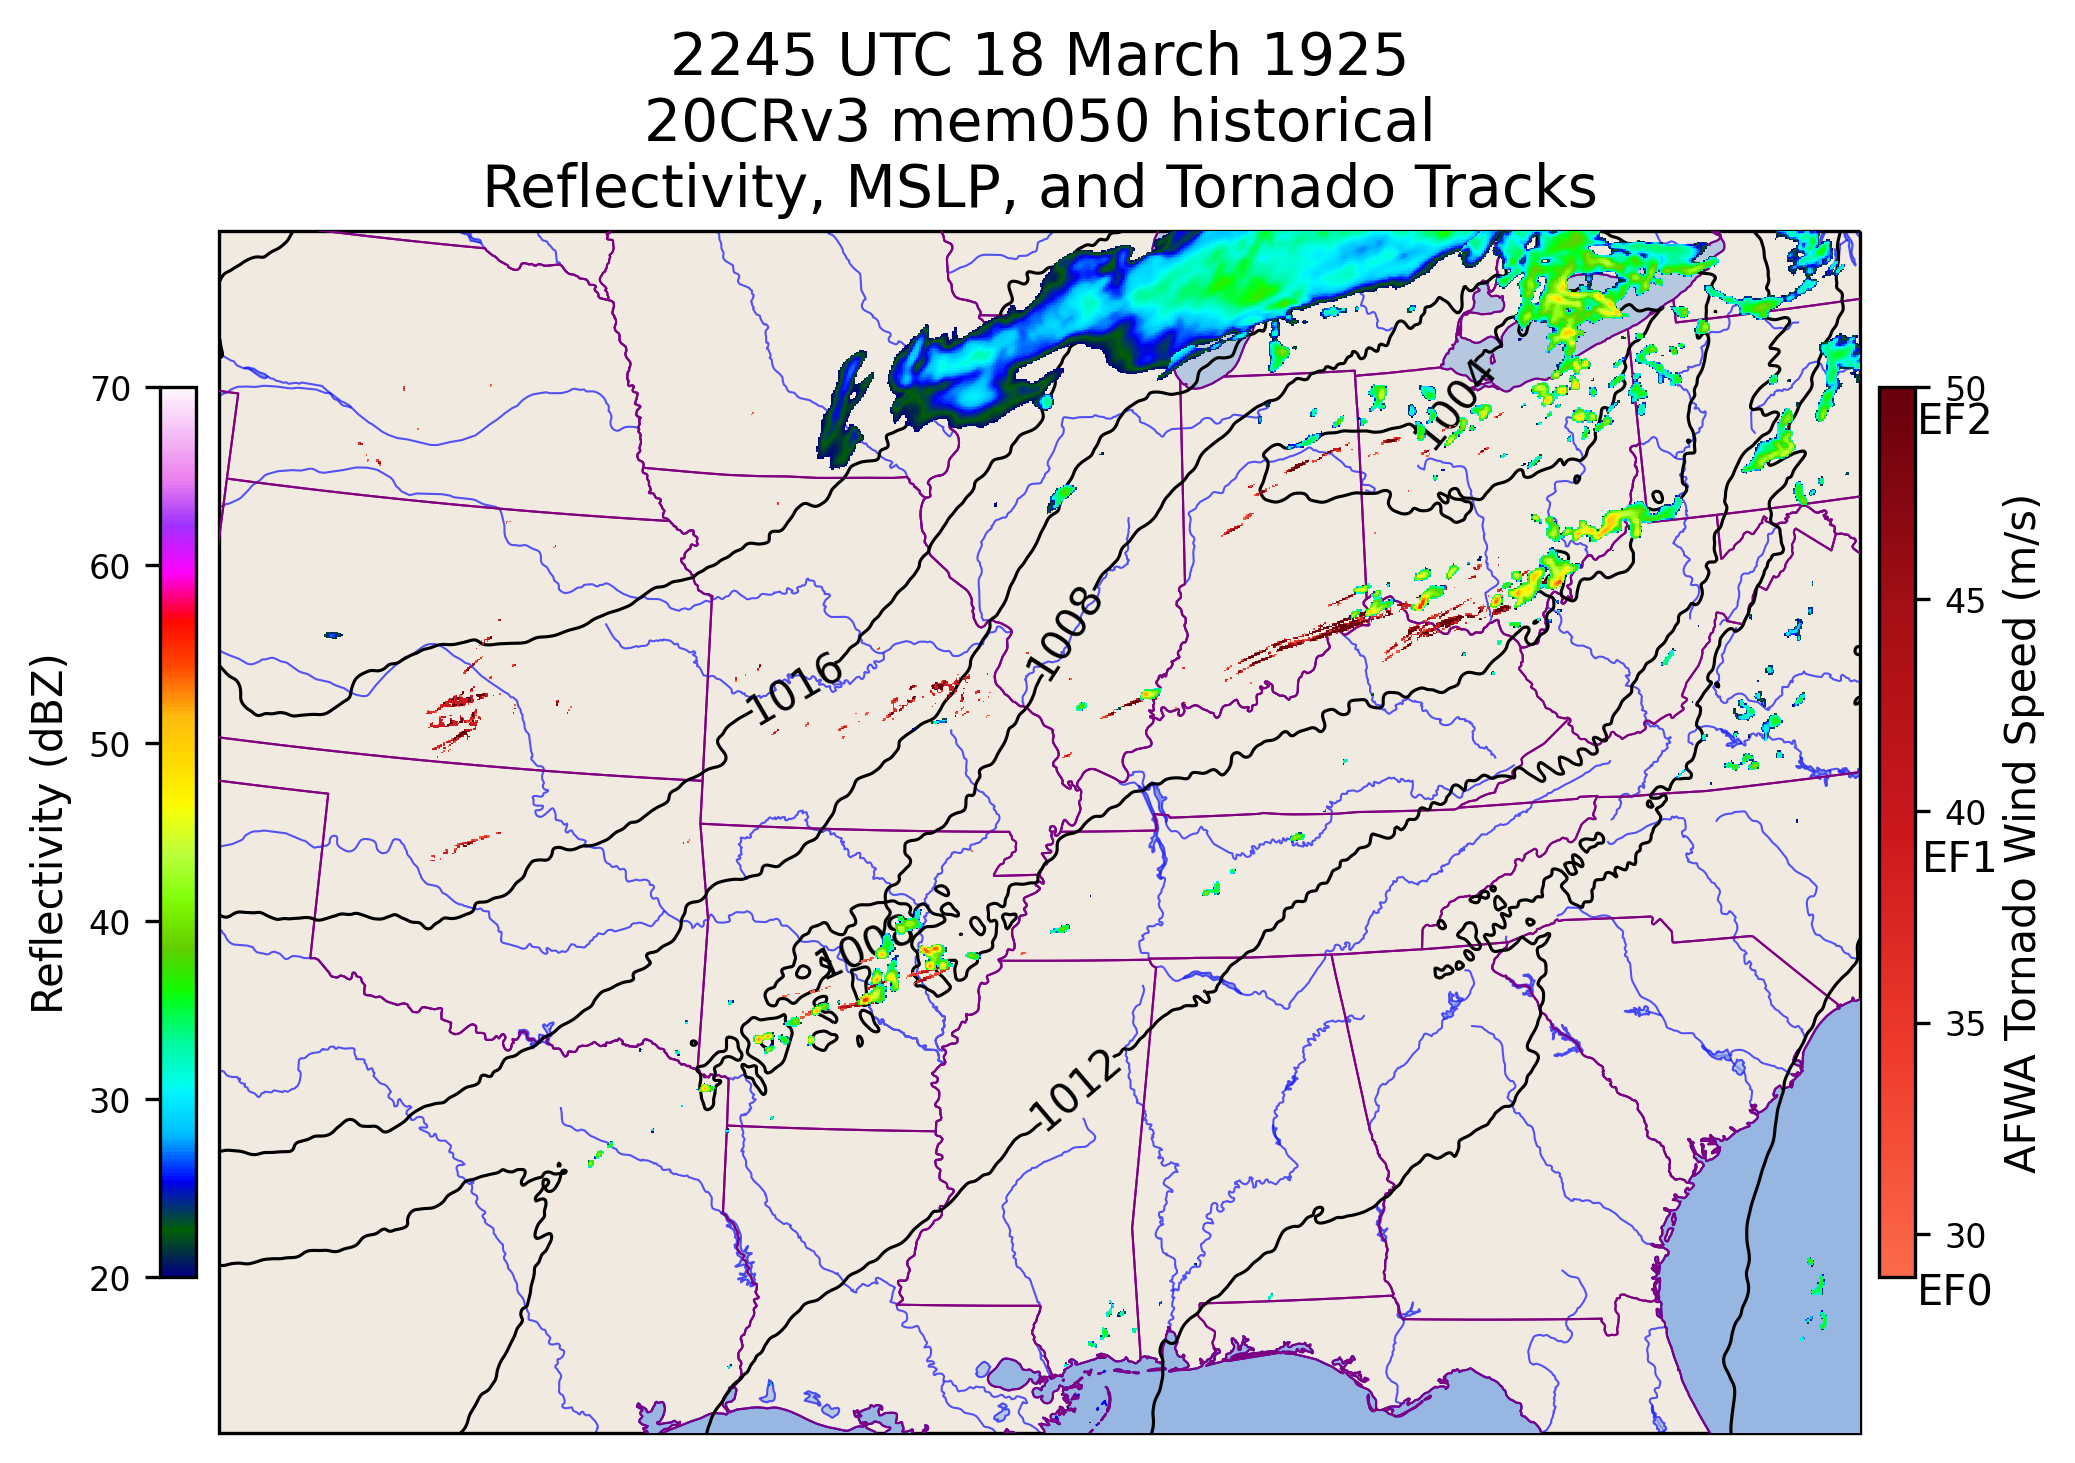 2245 UTC 18 March 1925
20CRv3 mem050 historical
Reflectivity, MSLP, and Tornado Tracks
70
60
50
40
30
20
Reflectivity (dBZ)
1004
1008
1016
1008
1012
50
EF2
45
40
EF1
35
30
EF0
AFWA Tornado Wind Speed (m/s)